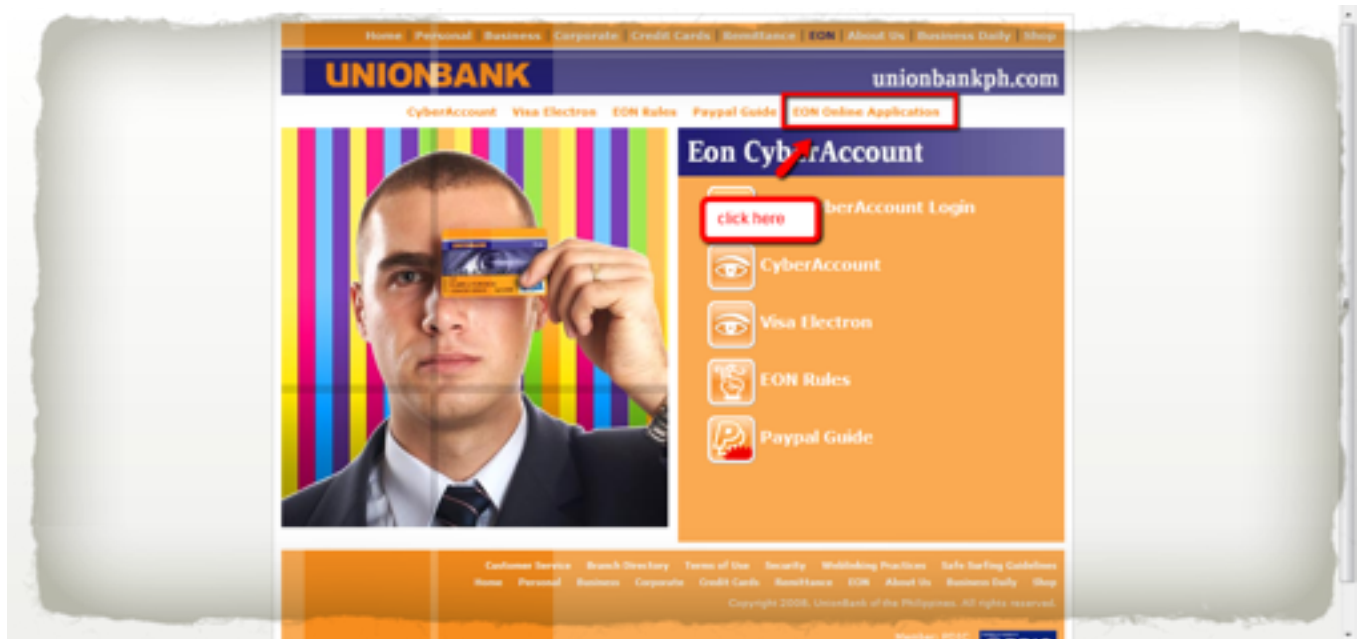 Home | Personal | Business | Corporate | Credit Cards | Remittance | EON | About Us | Business Daily | Shop
UNIONBANK
unionbankph.com
CyberAccount Visa Electron EON Rules Paypal Guide EON Online Application
Eon CyberAccount
berAccount Login
click here
CyberAccount
Visa Electron
EON Rules
Paypal Guide
UNIONBANK
Customer Service Branch Directory Terms of Use Security Weblinking Practices Safe Surfing Guidelines
Home Personal Business Corporate Credit Cards Remittance EON About Us Business Daily Shop
Copyright 2008. UnionBank of the Philippines. All rights reserved.
Member: PDIC